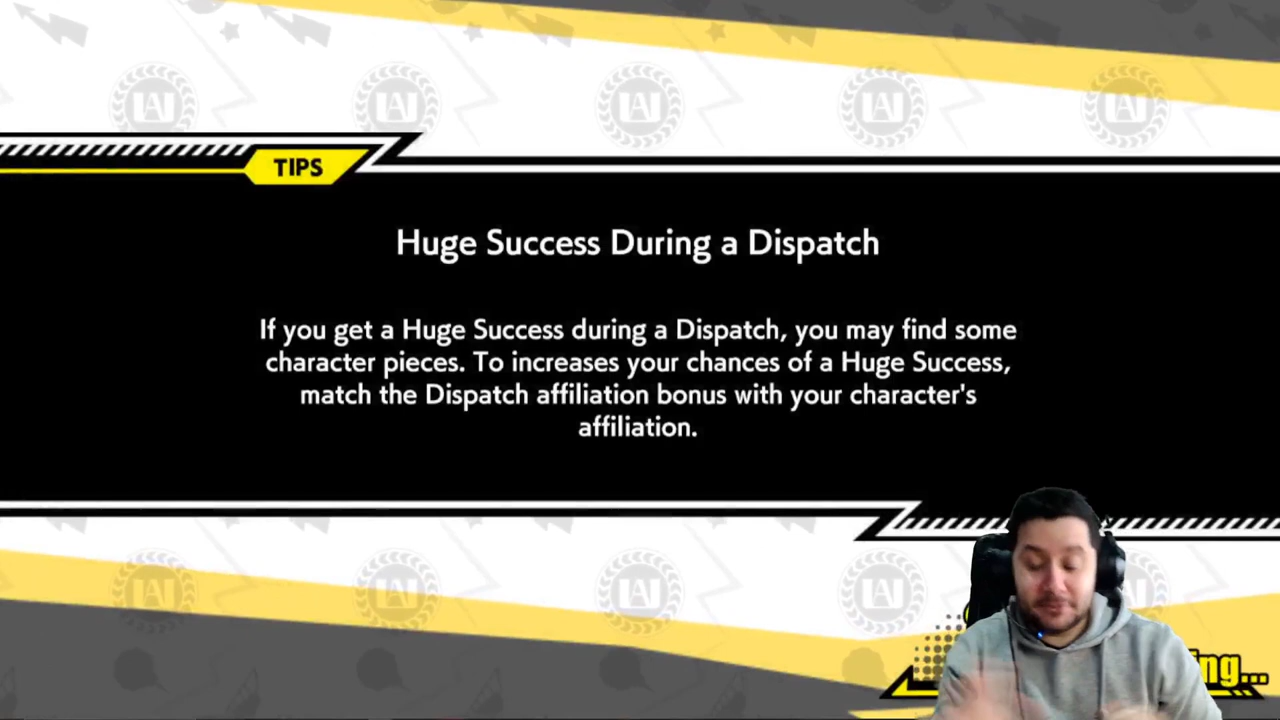 TIPS
Huge Success During a Dispatch
If you get a Huge Success during a Dispatch, you may find some
character pieces. To increases your chances of a Huge Success,
match the Dispatch affiliation bonus with your character's
affiliation.
ng...